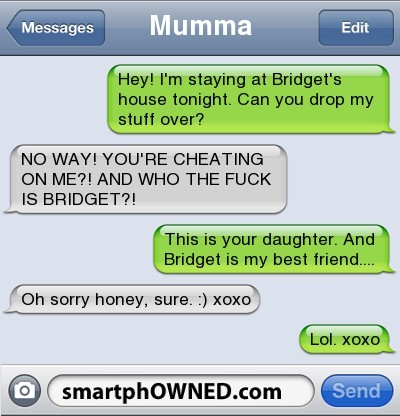 Messages
Mumma
Edit
Hey! I'm staying at Bridget's
house tonight. Can you drop my
stuff over?
NO WAY! YOU'RE CHEATING
ON ME?! AND WHO THE FUCK
IS BRIDGET?!
This is your daughter. And
Bridget is my best friend....
Oh sorry honey, sure. :) xoxo
Lol. xoxo
smartphOWNED.com
Send